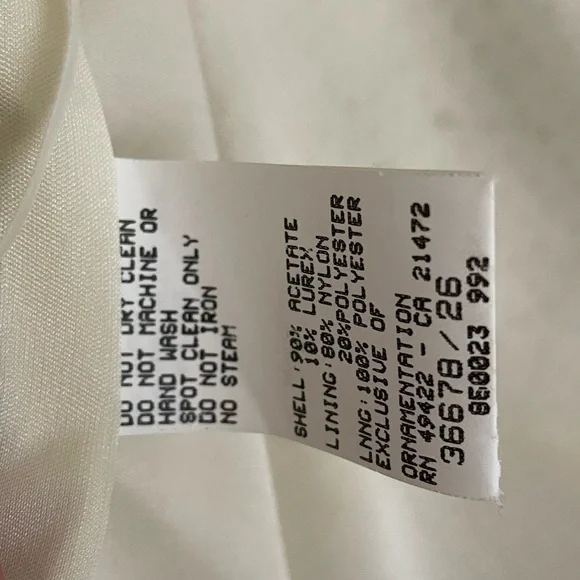 DO NOT DRY CLEAN
DO NOT MACHINE OR
HAND WASH
SPOT CLEAN ONLY
DO NOT IRON
NO STEAM
SHELL:90% ACETATE
10% LUREX
LINING:80% NYLON
20%POLYESTER
LNNG:100% POLYESTER
EXCLUSIVE OF
ORNAMENTATION
RN 49422 - CA 21472
36678/26
850023 992